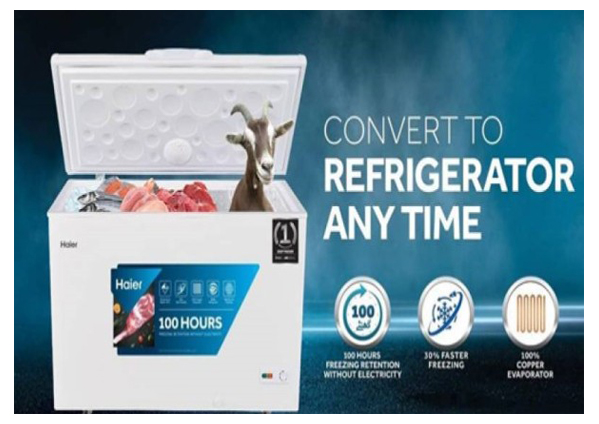 CONVERT TO
REFRIGERATOR
ANY TIME
Haier
1
Haier
100 HOURS
100
100 HOURS
FREEZING RETENTION
WITHOUT ELECTRICITY
30% FASTER
FREEZING
100%
COPPER
EVAPORATOR